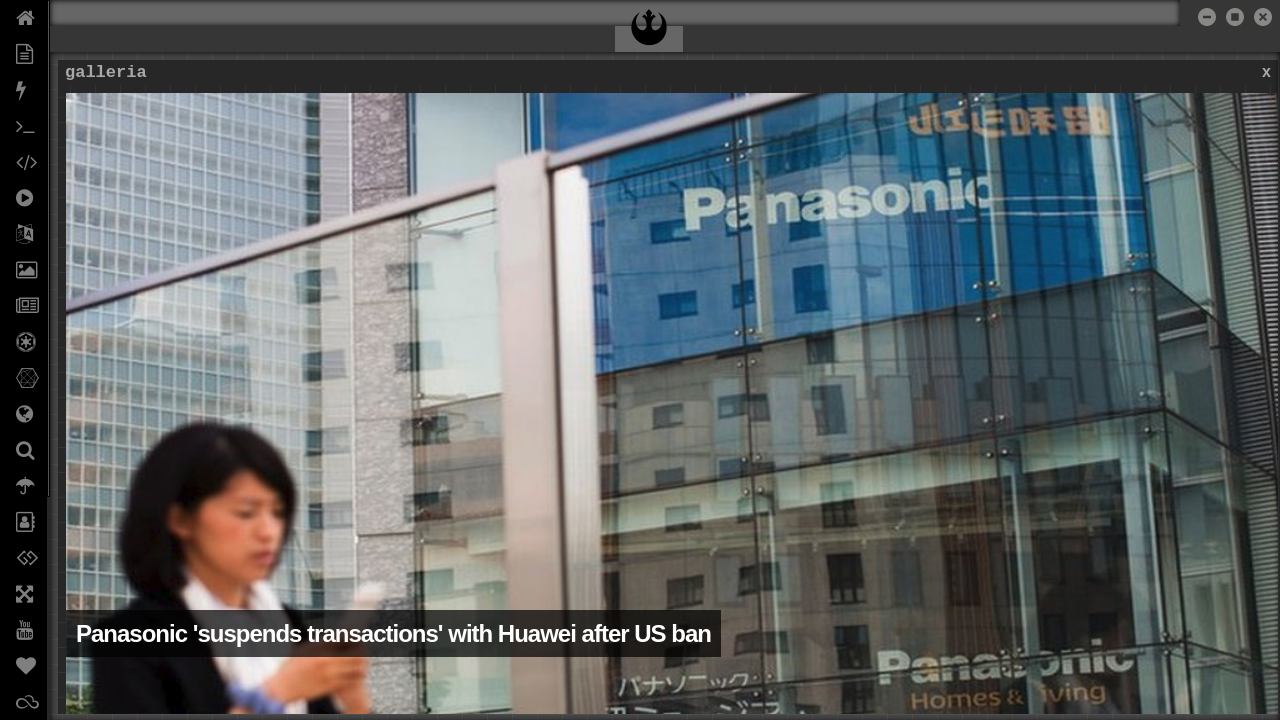 galleria
x
Panasonic
Panasonic 'suspends transactions' with Huawei after US ban
Panasonic
Homes & Living
パナソニック